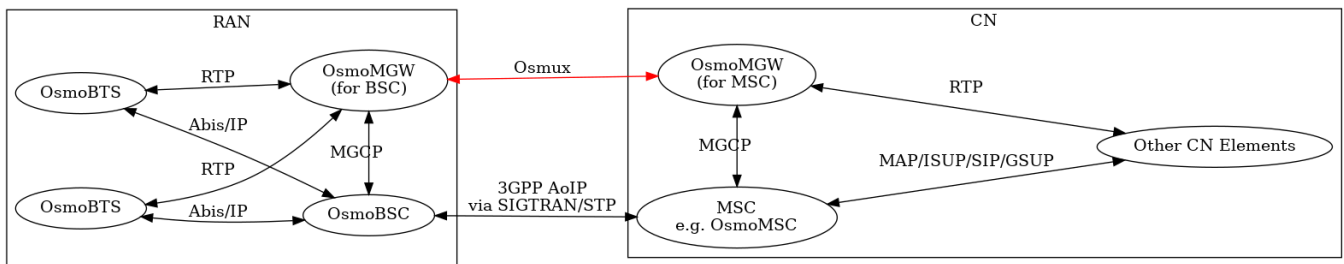 RAN
CN
OsmoBTS
RTP
OsmoMGW
(for BSC)
Osmux
OsmoMGW
(for MSC)
RTP
Abis/IP
MGCP
MGCP
Other CN Elements
RTP
MAP/ISUP/SIP/GSUP
OsmoBTS
Abis/IP
OsmoBSC
3GPP AoIP
via SIGTRAN/STP
MSC
e.g. OsmoMSC